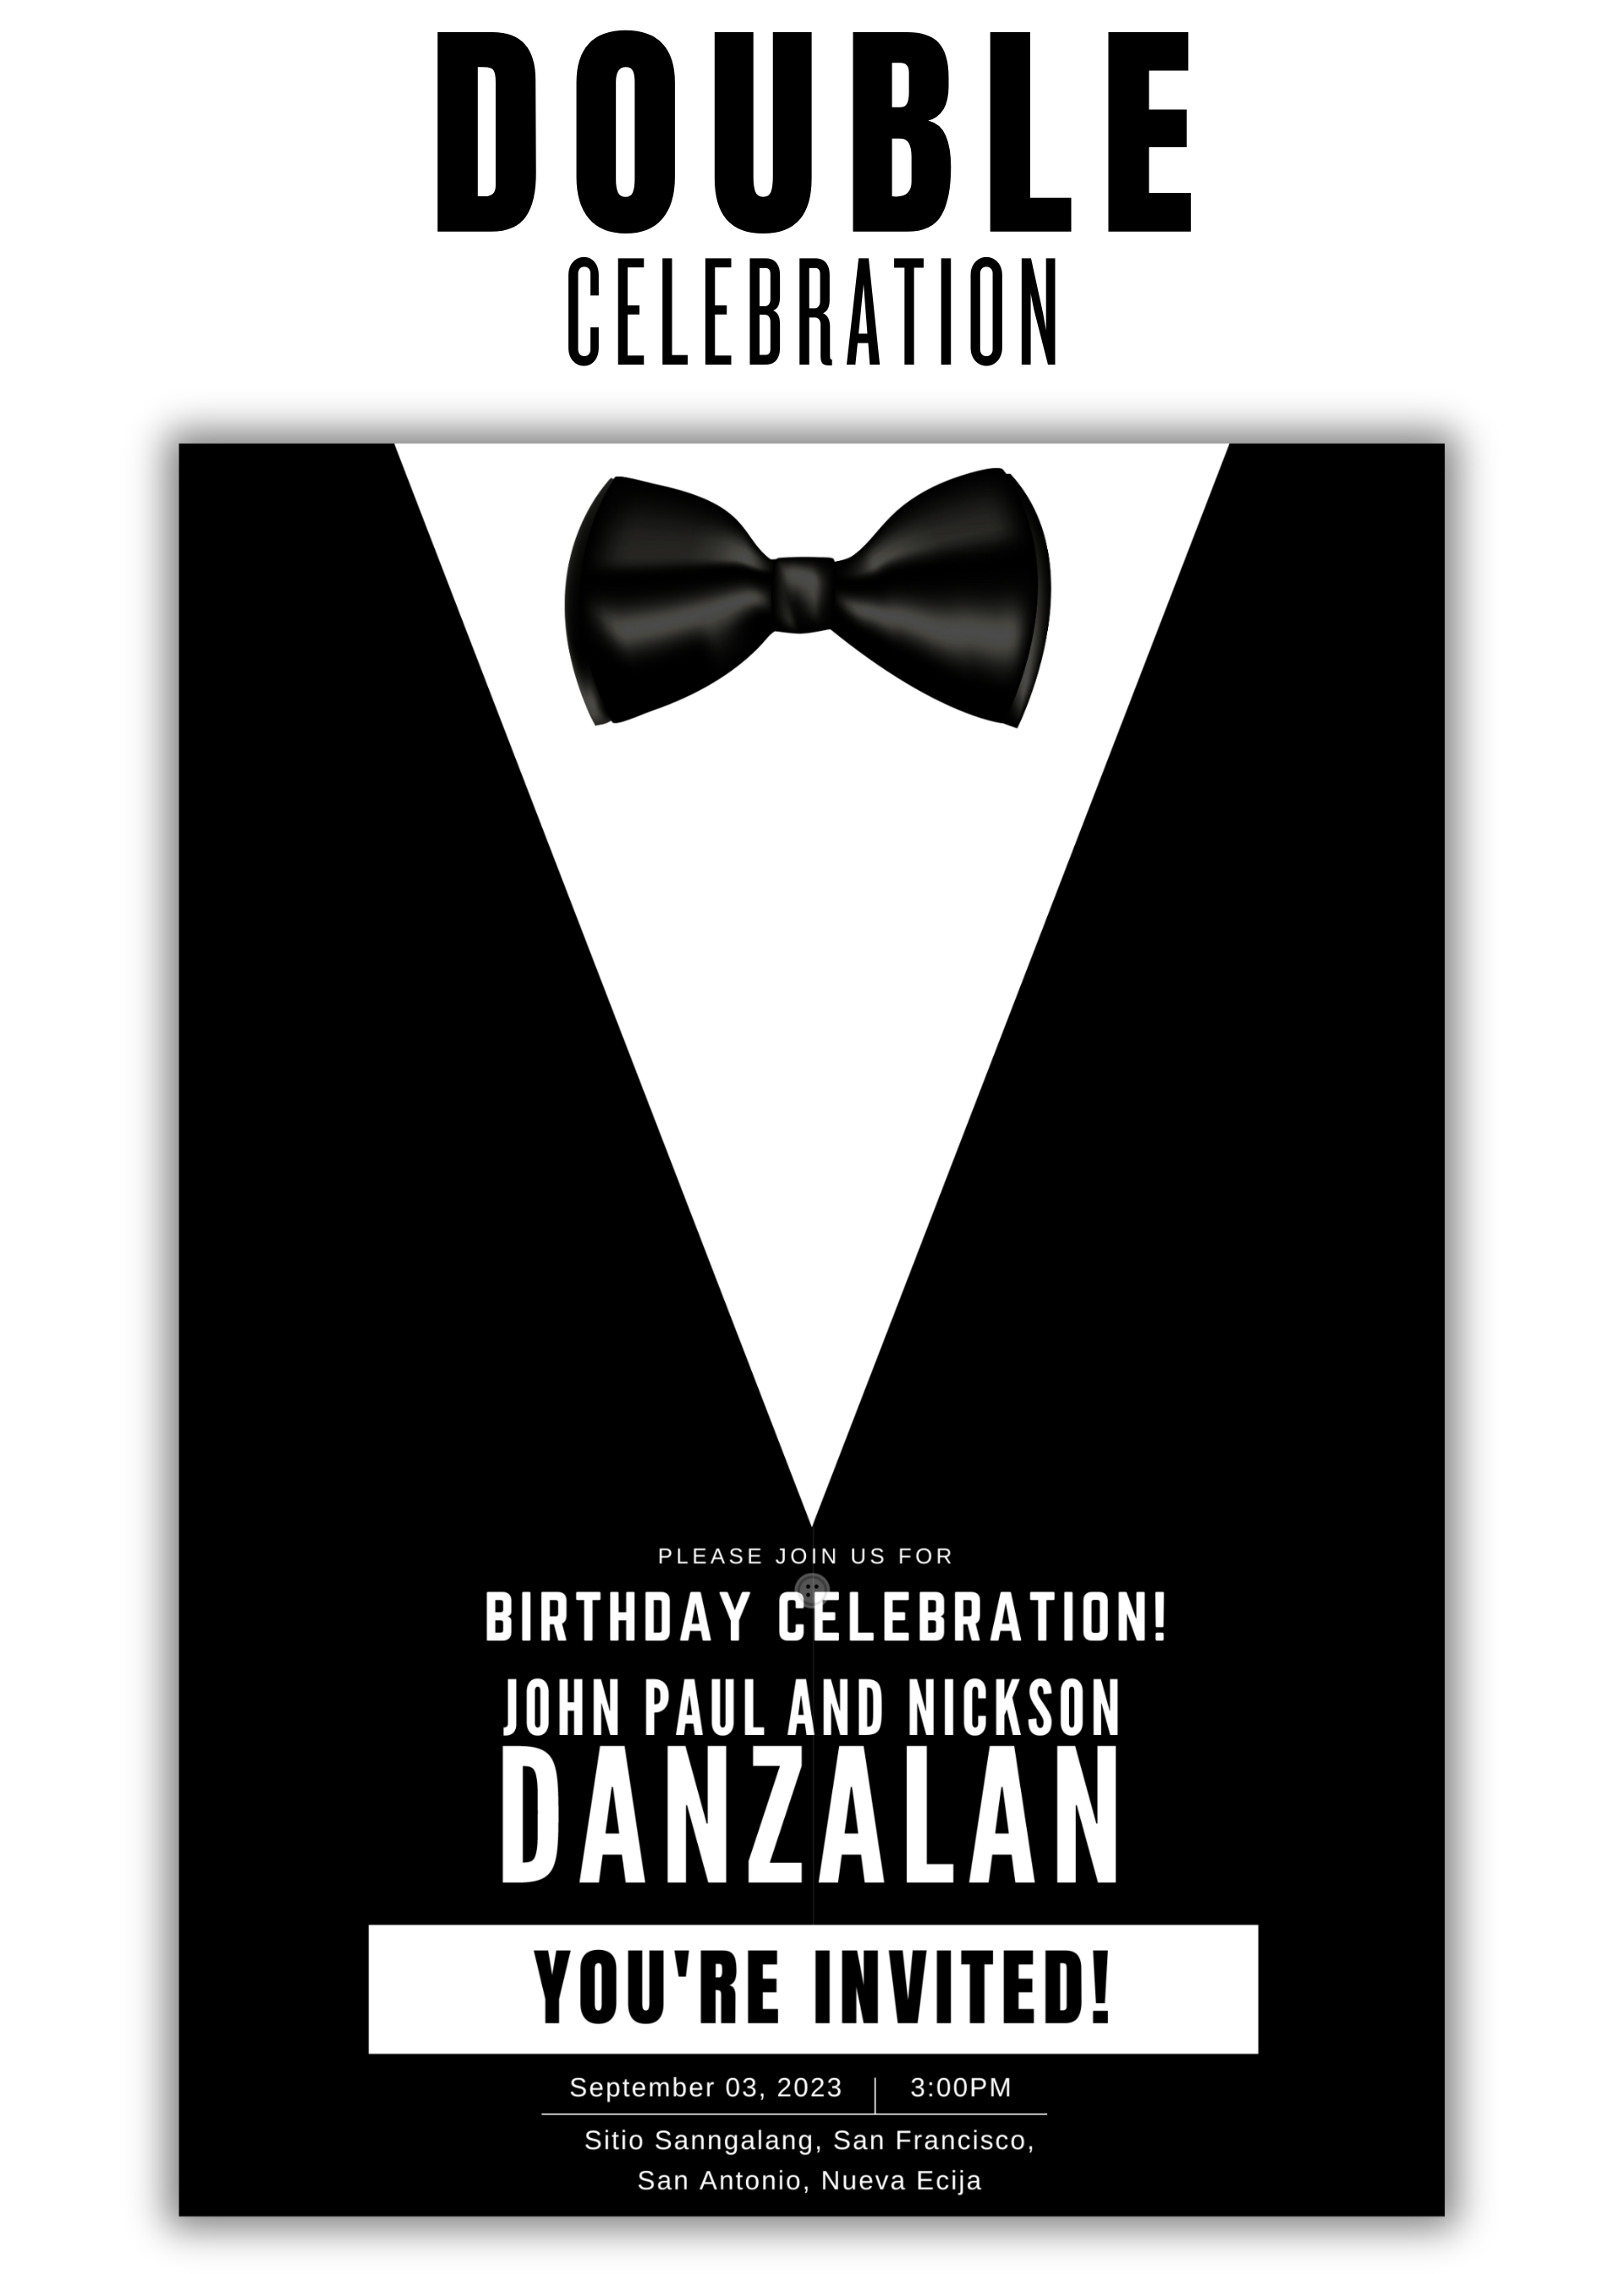 DOUBLE
CELEBRATION
PLEASE JOIN US FOR
BIRTHDAY CELEBRATION!
JOHN PAUL AND NICKSON
DANZALAN
YOU'RE INVITED!
September 03, 2023 | 3:00PM
Sitio Sanngalang, San Francisco,
San Antonio, Nueva Ecija